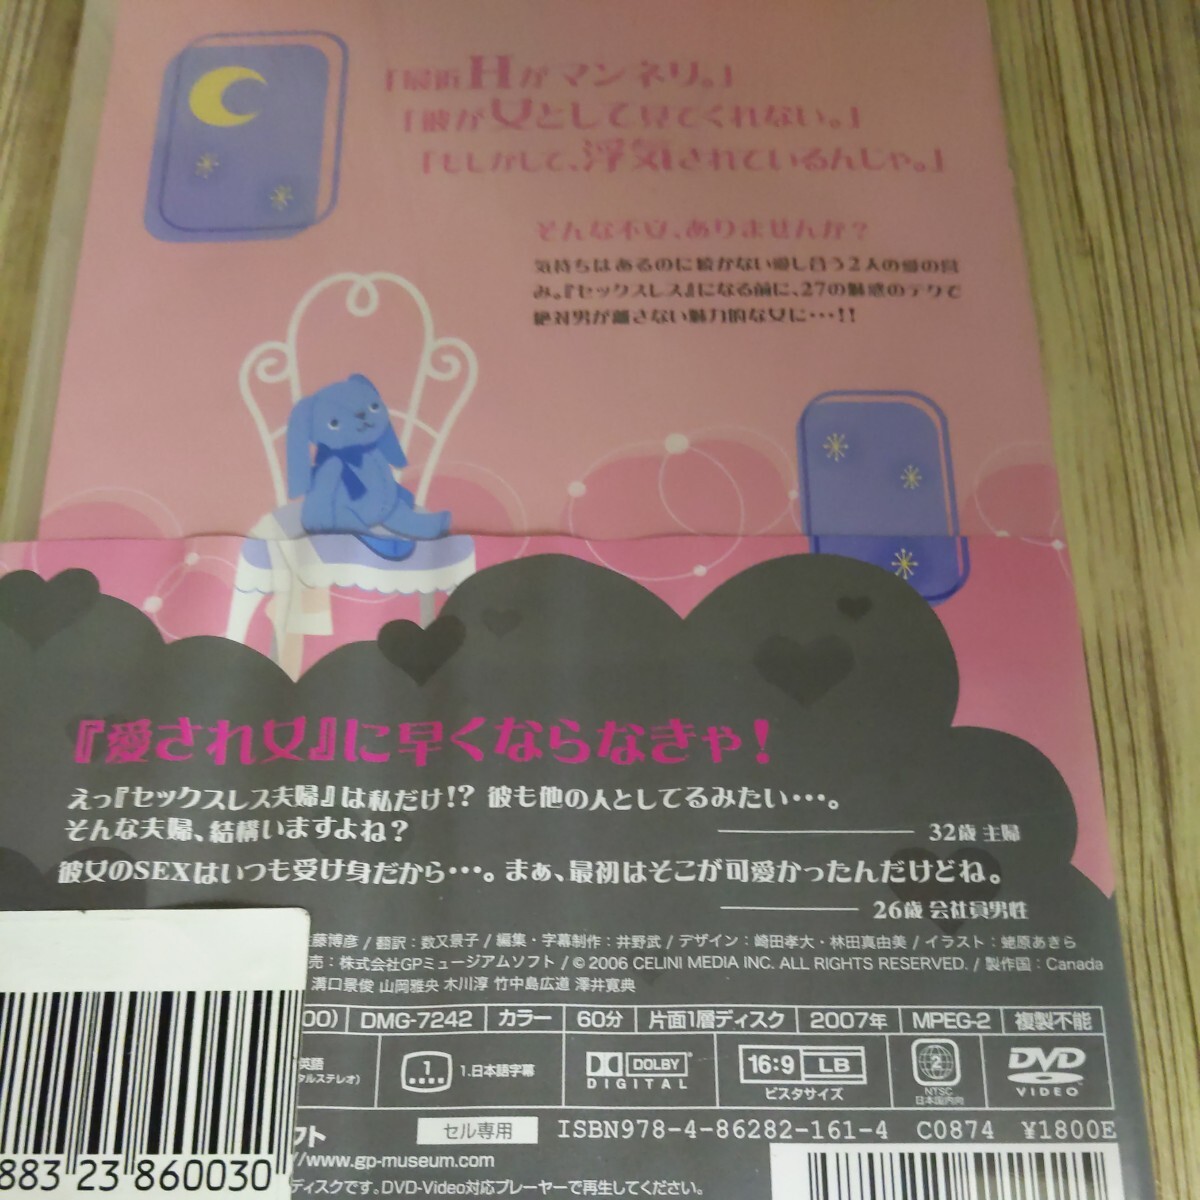 「最近Hがマンネリ。」
「彼が女として見てくれない。」
「もしかして、浮気されているんじゃ。」
そんな不安、ありませんか？
気持ちはあるのに続かない愛し合う2人の愛の営
み。『セックスレス』になる前に、27の魅惑のテクで
絶対男が離さない魅力的な女に・・・!!
『愛され女』に早くならなきゃ！
えっ『セックスレス夫婦』は私だけ!？ 彼も他の人としてるみたい・・・。
そんな夫婦、結構いますよね？
32歳 主婦
彼女のSEXはいつも受け身だから・・・。まぁ、最初はそこが可愛かったんだけどね。
26歳 会社員男性
藤博彦 / 翻訳：数又景子 / 編集・字幕制作：井野武 / デザイン：崎田孝大・林田真由美 / イラスト：蛯原あきら
売：株式会社GPミュージアムソフト / © 2006 CELINI MEDIA INC. ALL RIGHTS RESERVED. / 製作国：Canada
溝口景俊 山岡雅央 木川淳 竹中島広道 澤井寛典
00) DMG-7242 カラー 60分 片面1層ディスク 2007年 MPEG-2 複製不能
英語
タルステレオ)
1 1.日本語字幕
DOLBY DIGITAL
16:9 LB
ビスタサイズ
2
NTSC
日本国内向
DVD VIDEO
フト セル専用 ISBN978-4-86282-161-4 C0874 ¥1800E
//www.gp-museum.com
ディスクです。DVD-Video対応プレーヤーで再生してください。
883 23 860030